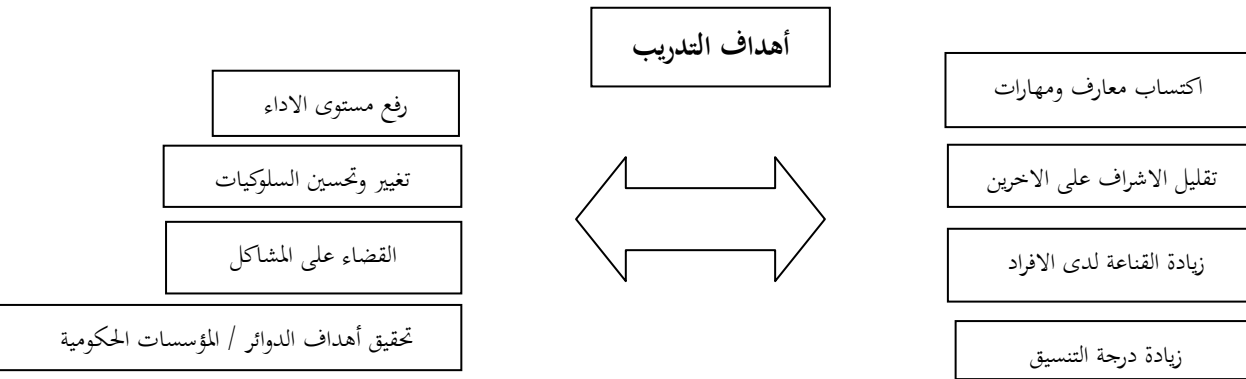 أهداف التدريب
اكتساب معارف ومهارات
تقليل الاشراف على الاخرين
زيادة القناعة لدى الافراد
زيادة درجة التنسيق
رفع مستوى الاداء
تغيير وتحسين السلوكيات
القضاء على المشاكل
تحقيق أهداف الدوائر / المؤسسات الحكومية